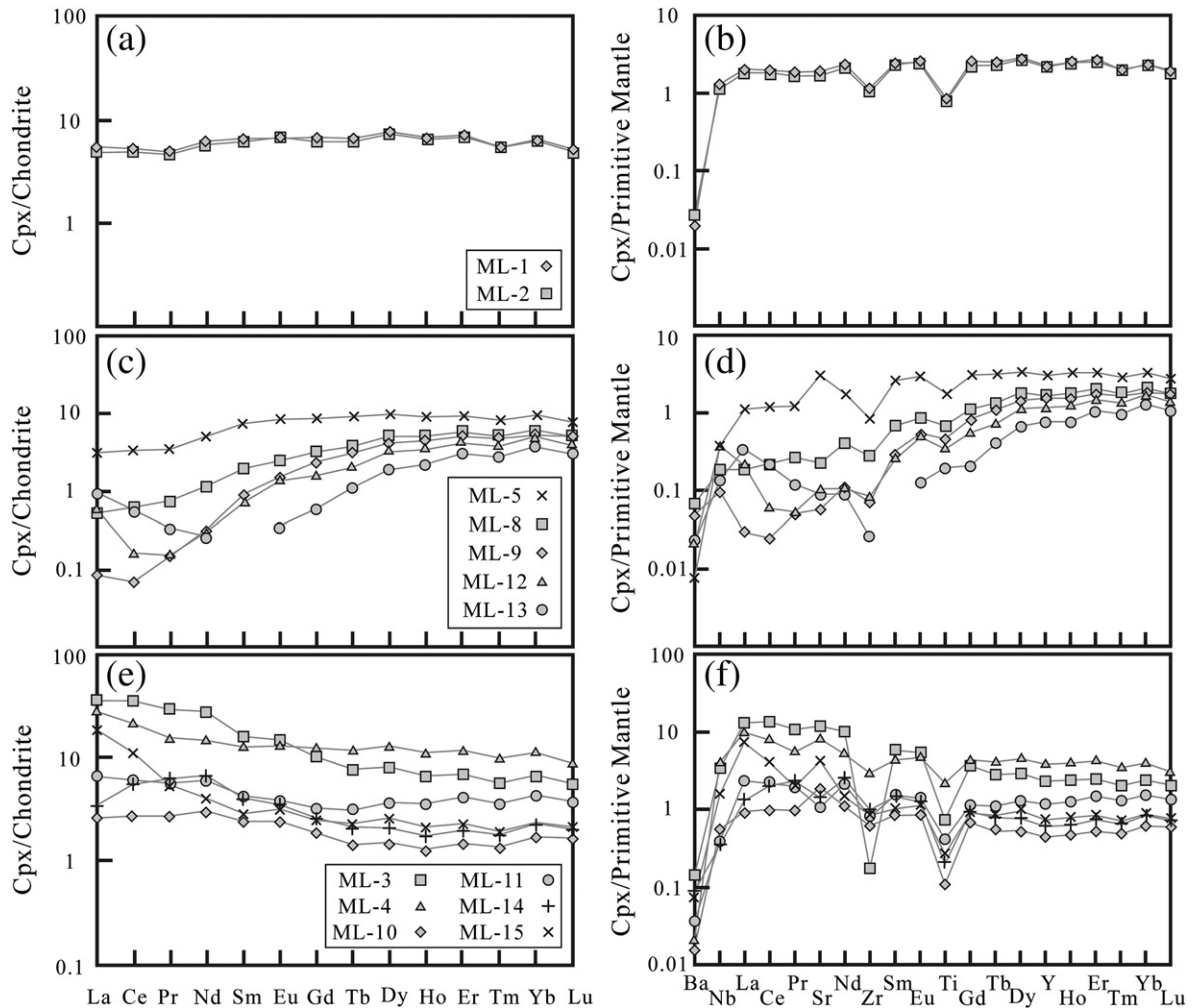 (a)
100
10
1
Cpx/Chondrite
ML-1
ML-2
(b)
10
1
0.1
0.01
Cpx/Primitive Mantle
(c)
100
10
1
0.1
Cpx/Chondrite
ML-5
ML-8
ML-9
ML-12
ML-13
(d)
10
1
0.1
0.01
Cpx/Primitive Mantle
(e)
100
10
1
0.1
Cpx/Chondrite
ML-3 ML-11
ML-4 ML-14
ML-10 ML-15
La Ce Pr Nd Sm Eu Gd Tb Dy Ho Er Tm Yb Lu
(f)
100
10
1
0.1
0.01
Cpx/Primitive Mantle
Ba La Pr Nd Sm Ti Tb Y Er Yb
Nb Ce Sr Zr Eu Gd Dy Ho Tm Lu